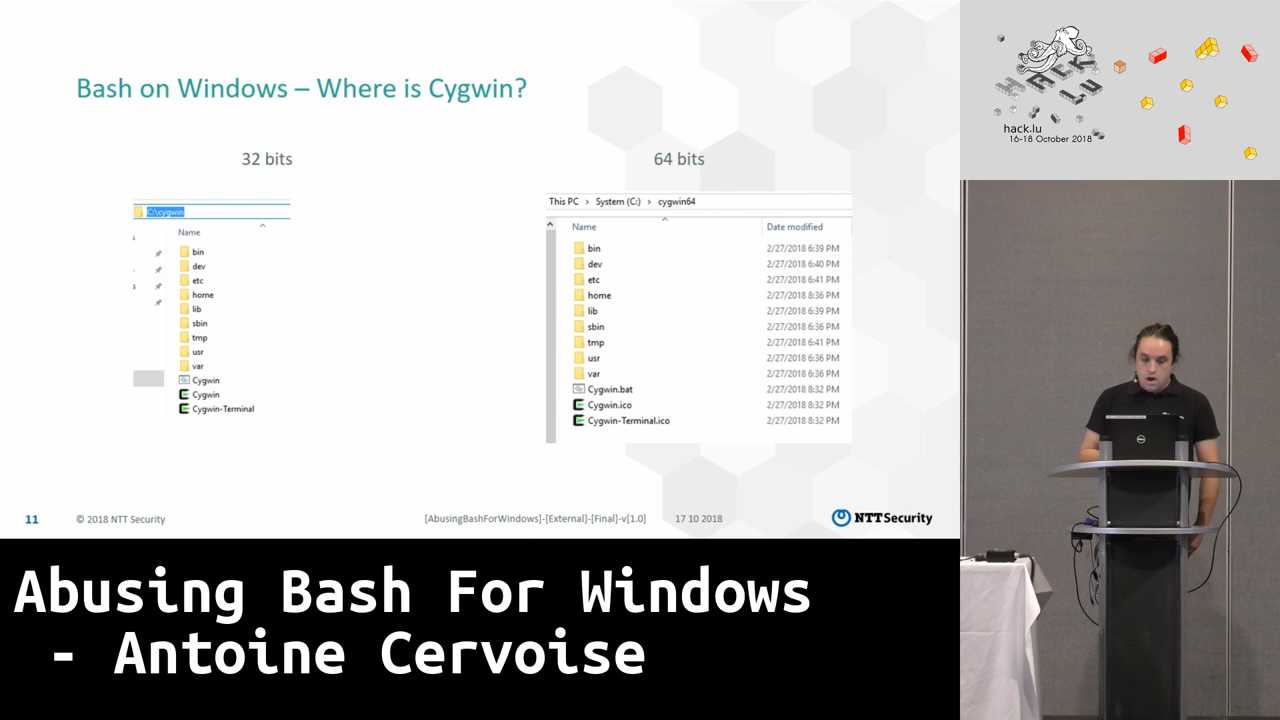 Bash on Windows – Where is Cygwin?
32 bits
C:\cygwin
Name
bin
dev
etc
home
lib
sbin
tmp
usr
var
Cygwin
Cygwin
Cygwin-Terminal
64 bits
This PC > System (C:) > cygwin64
Name Date modified
bin 2/27/2018 6:39 PM
dev 2/27/2018 6:40 PM
etc 2/27/2018 6:41 PM
home 2/27/2018 8:36 PM
lib 2/27/2018 6:39 PM
sbin 2/27/2018 6:36 PM
tmp 2/27/2018 6:41 PM
usr 2/27/2018 6:36 PM
var 2/27/2018 6:36 PM
Cygwin.bat 2/27/2018 8:32 PM
Cygwin.ico 2/27/2018 8:32 PM
Cygwin-Terminal.ico 2/27/2018 8:32 PM
11 © 2018 NTT Security [AbusingBashForWindows]-[External]-[Final]-v[1.0] 17 10 2018 NTT Security
HACK
LU
hack.lu
16-18 October 2018
DELL
Abusing Bash For Windows
- Antoine Cervoise